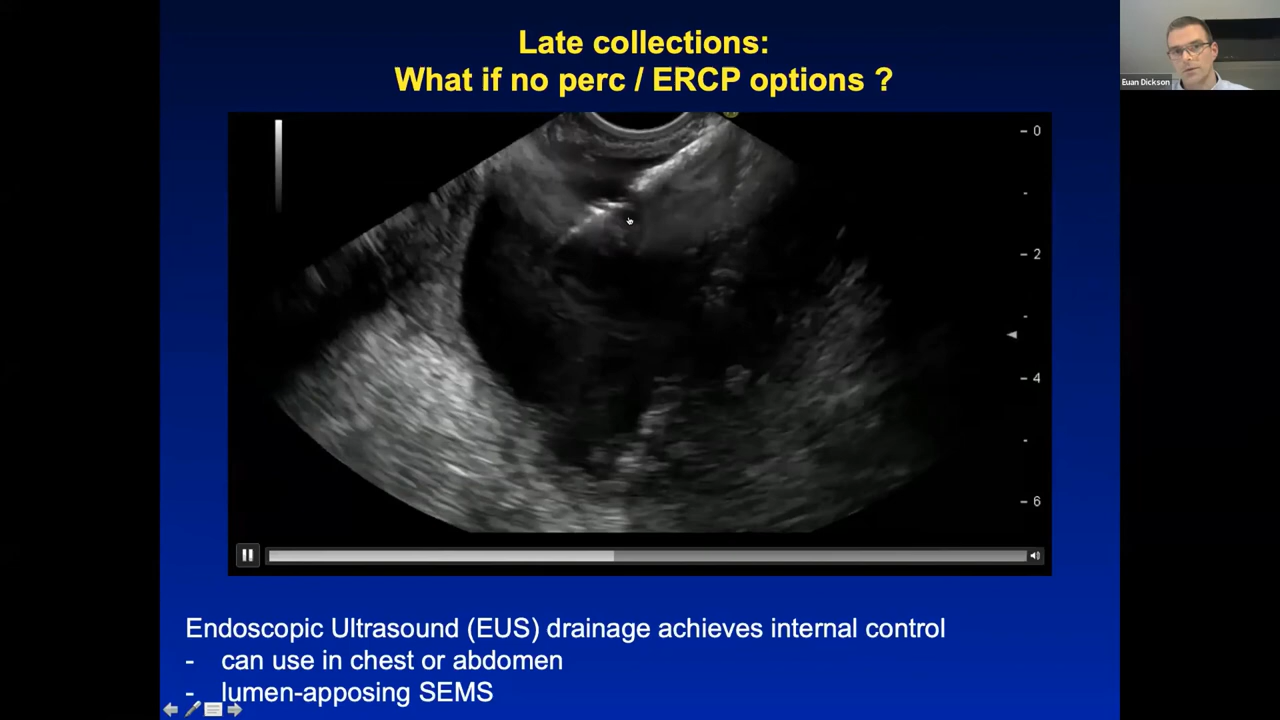 Late collections:
What if no perc / ERCP options ?
Euan Dickson
0
2
4
6
Endoscopic Ultrasound (EUS) drainage achieves internal control
- can use in chest or abdomen
- lumen-apposing SEMS